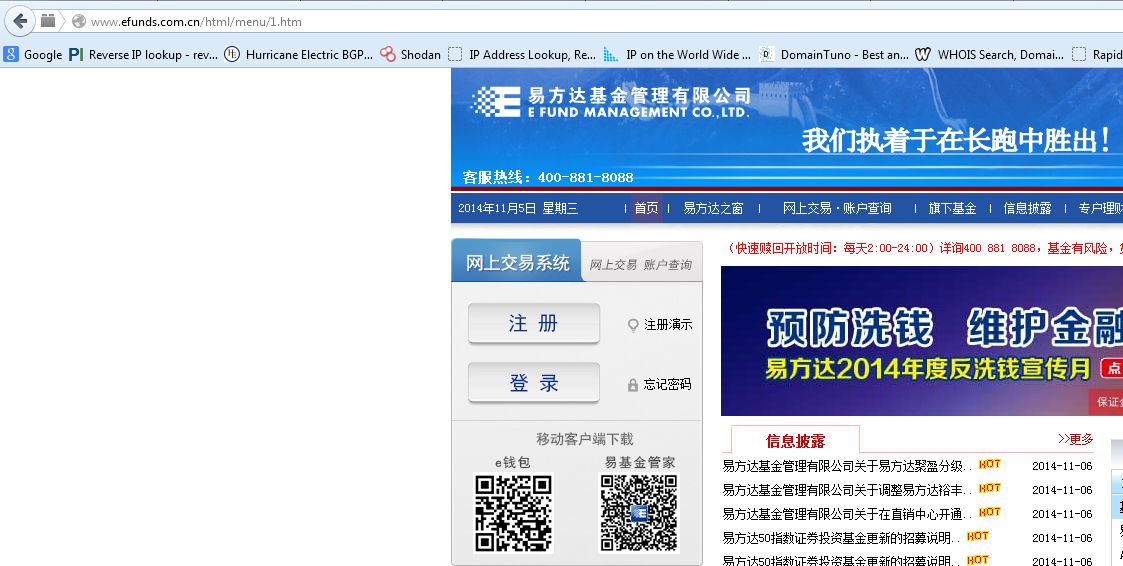 www.efunds.com.cn/html/menu/1.htm
Google Reverse IP lookup - rev... Hurricane Electric BGP... Shodan IP Address Lookup, Re... IP on the World Wide ... DomainTuno - Best an... WHOIS Search, Domai... Rapid
易方达基金管理有限公司
E FUND MANAGEMENT CO.,LTD.
我们执着于在长跑中胜出！
客服热线：400-881-8088
2014年11月5日 星期三 | 首页 | 易方达之窗 | 网上交易·账户查询 | 旗下基金 | 信息披露 | 专户理财
（快速赎回开放时间：每天2:00-24:00）详询400 881 8088，基金有风险，
网上交易系统 网上交易 账户查询
注 册 注册演示
登 录 忘记密码
移动客户端下载
e钱包 易基金管家
预防洗钱 维护金融
易方达2014年度反洗钱宣传月 点
保证金
信息披露 >>更多
易方达基金管理有限公司关于易方达聚盈分级.. HOT 2014-11-06
易方达基金管理有限公司关于调整易方达裕丰.. HOT 2014-11-06
易方达基金管理有限公司关于在直销中心开通.. HOT 2014-11-06
易方达50指数证券投资基金更新的招募说明.. HOT 2014-11-06
易方达50指数证券投资基金更新的招募说明.. HOT 2014-11-06